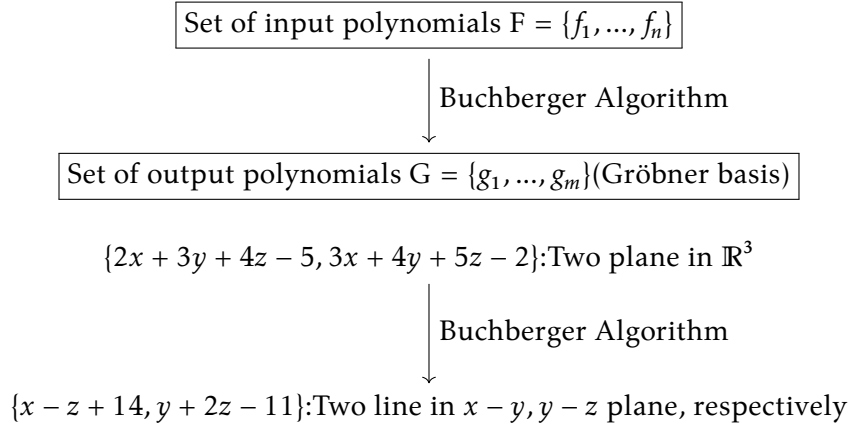 Set of input polynomials F = {f₁, ..., fₙ}
Buchberger Algorithm
Set of output polynomials G = {g₁, ..., gₘ}(Gröbner basis)
{2x + 3y + 4z − 5, 3x + 4y + 5z − 2}:Two plane in ℝ³
Buchberger Algorithm
{x − z + 14, y + 2z − 11}:Two line in x − y, y − z plane, respectively